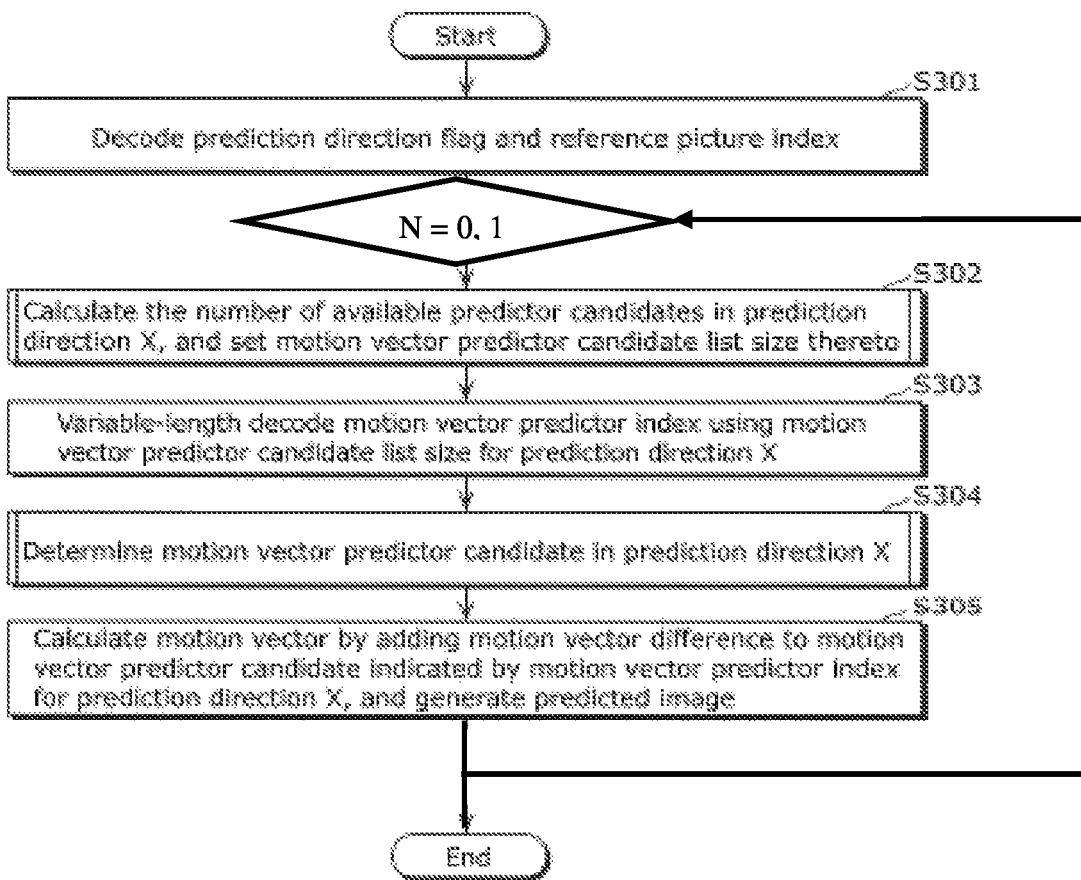 Start
S301
Decode prediction direction flag and reference picture index
N = 0, 1
S302
Calculate the number of available predictor candidates in prediction
direction X, and set motion vector predictor candidate list size thereto
S303
Variable-length decode motion vector predictor index using motion
vector predictor candidate list size for prediction direction X
S304
Determine motion vector predictor candidate in prediction direction X
S305
Calculate motion vector by adding motion vector difference to motion
vector predictor candidate indicated by motion vector predictor index
for prediction direction X, and generate predicted image
End